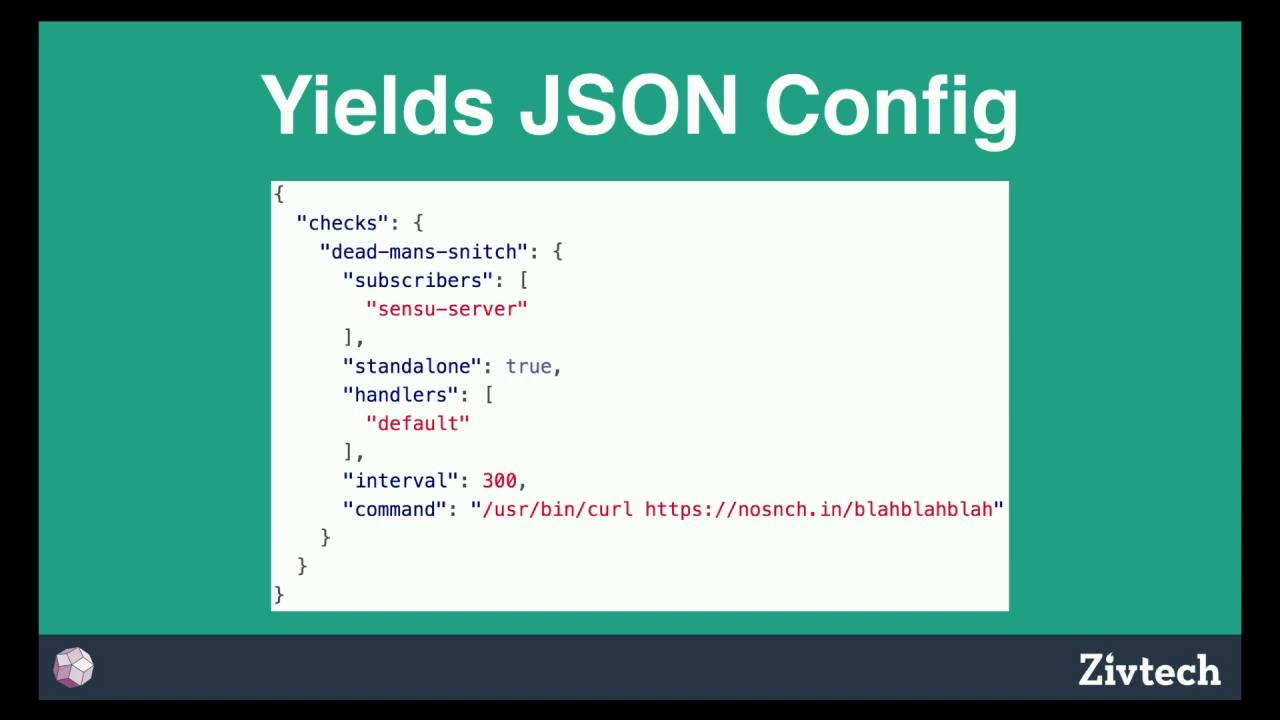 Yields JSON Config
{
  "checks": {
    "dead-mans-snitch": {
      "subscribers": [
        "sensu-server"
      ],
      "standalone": true,
      "handlers": [
        "default"
      ],
      "interval": 300,
      "command": "/usr/bin/curl https://nosnch.in/blahblahblah"
    }
  }
}
Zivtech